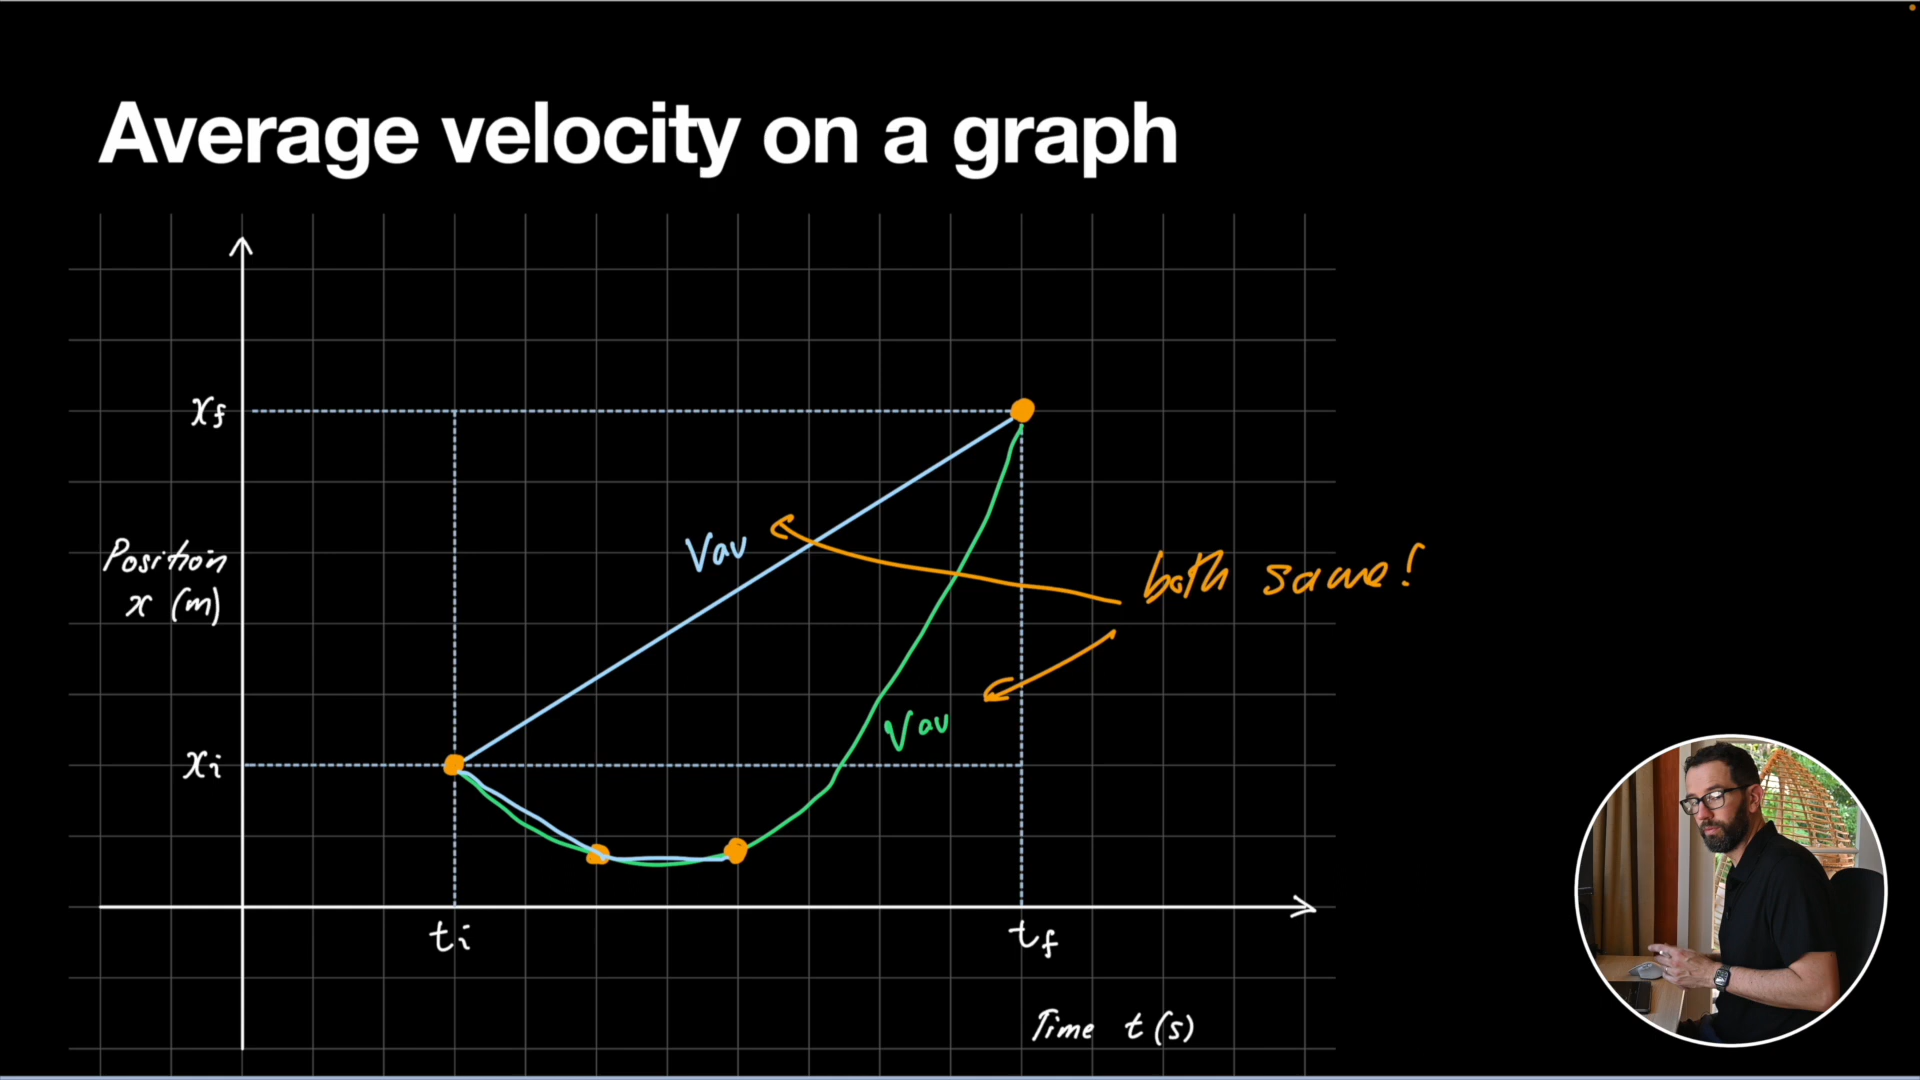 Average velocity on a graph
xf
Vav
both same!
Position
x (m)
Vav
xi
ti
tf
Time t(s)